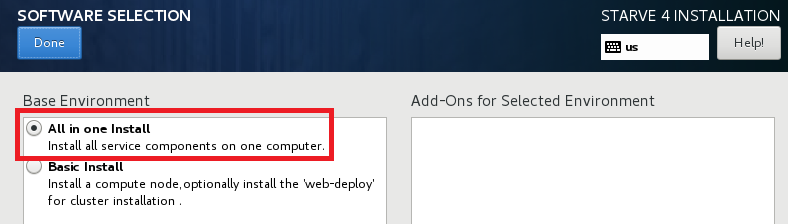 SOFTWARE SELECTION
STARVE 4 INSTALLATION
Done
us
Help!
Base Environment
Add-Ons for Selected Environment
All in one Install
Install all service components on one computer.
Basic Install
Install a compute node,optionally install the 'web-deploy'
for cluster installation .